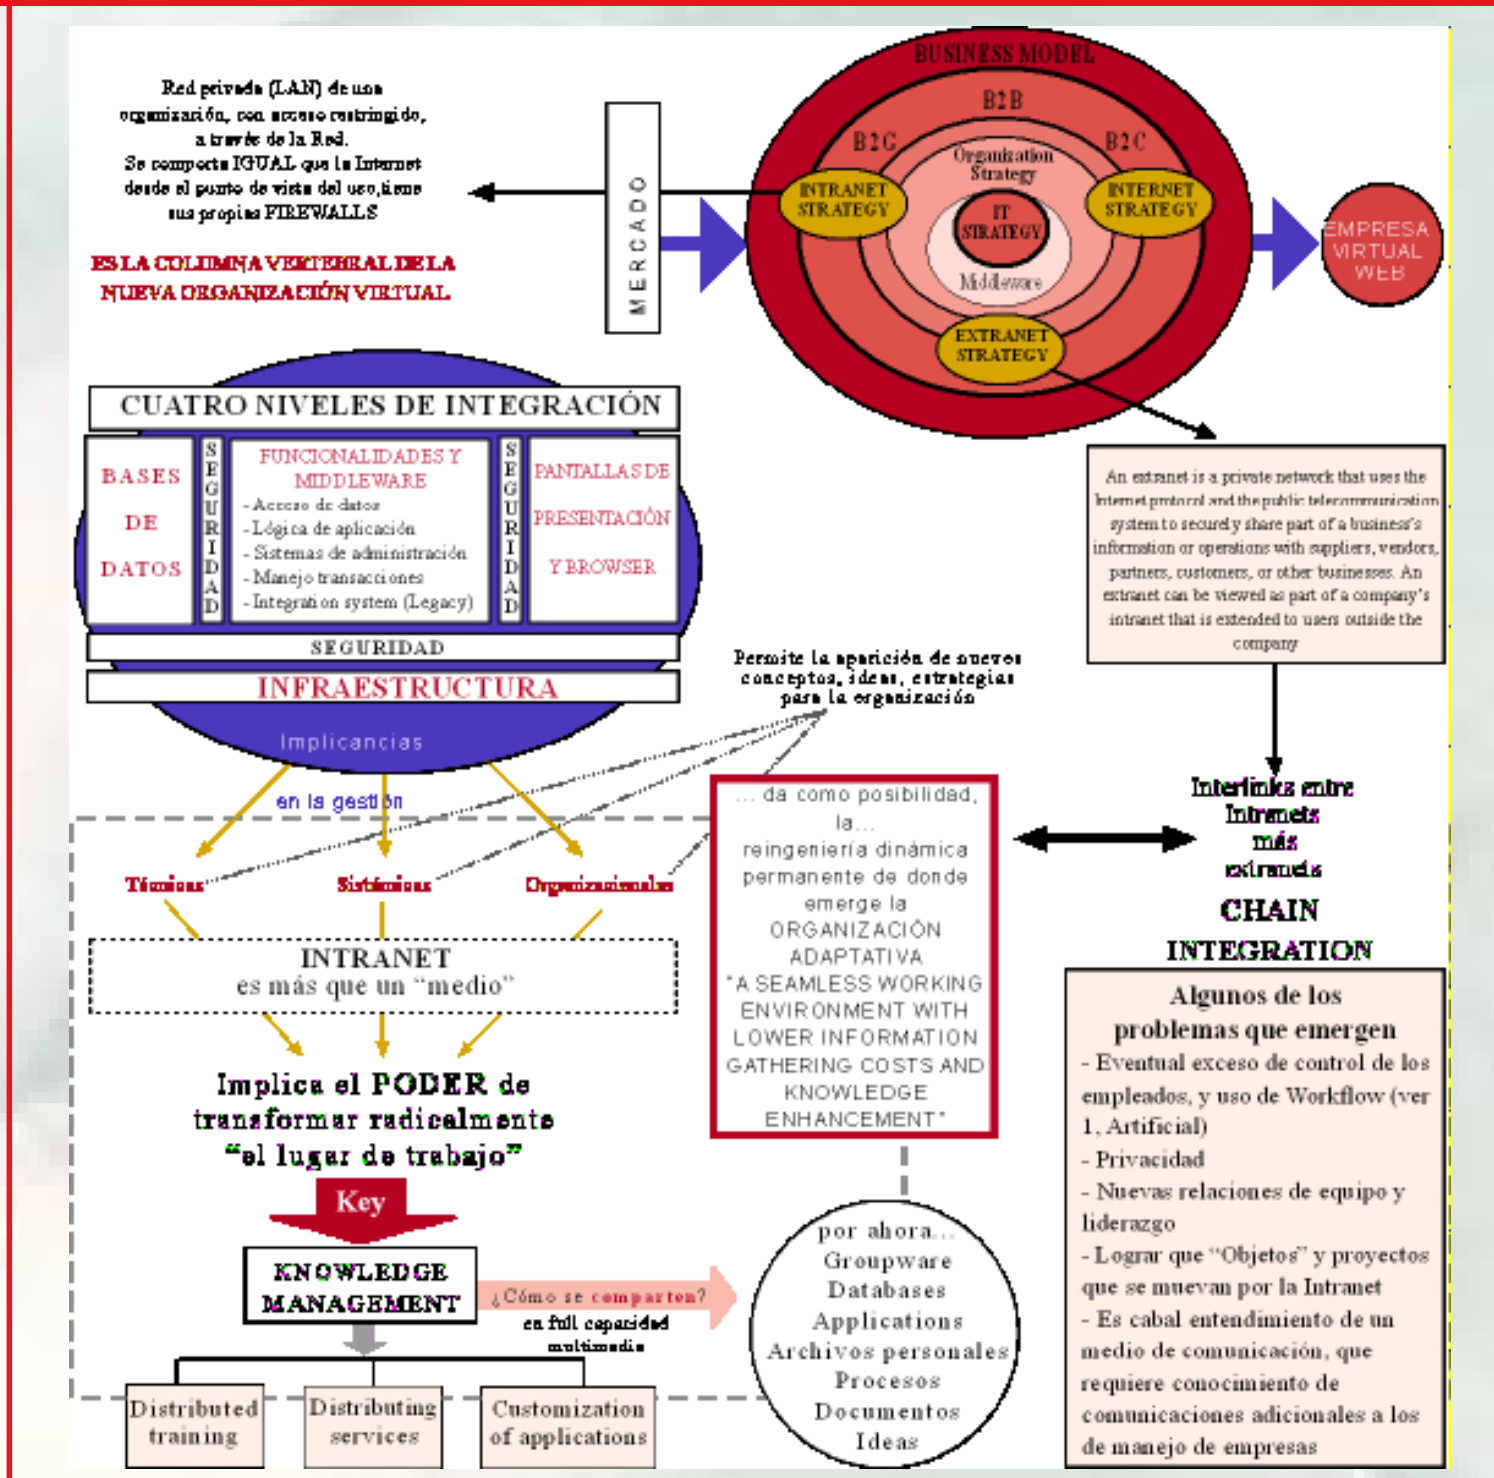 Red privada (LAN) de una
organización, con acceso restringido,
a través de la Red.
Se comporta IGUAL que la Internet
desde el punto de vista del uso, tiene
sus propias FIREWALLS
ES LA COLUMNA VERTEBRAL DE LA
NUEVA ORGANIZACIÓN VIRTUAL
MERCADO
BUSINESS MODEL
B2B
B2G
B2C
Organization
Strategy
INTRANET
STRATEGY
INTERNET
STRATEGY
IT
STRATEGY
Middleware
EXTRANET
STRATEGY
EMPRESA
VIRTUAL
WEB
CUATRO NIVELES DE INTEGRACIÓN
BASES
DE
DATOS
SEGURIDAD
FUNCIONALIDADES Y
MIDDLEWARE
- Acceso de datos
- Lógica de aplicación
- Sistemas de administración
- Manejo transacciones
- Integration system (Legacy)
SEGURIDAD
PANTALLAS DE
PRESENTACIÓN
Y BROWSER
SEGURIDAD
INFRAESTRUCTURA
Implicancias
en la gestión
An extranet is a private network that uses the
Internet protocol and the public telecommunication
system to securely share part of a business's
information or operations with suppliers, vendors,
partners, customers, or other businesses. An
extranet can be viewed as part of a company's
intranet that is extended to users outside the
company
Permite la aparición de nuevos
conceptos, ideas, estrategias
para la organización
Técnicas
Sistémicas
Organizacionales
INTRANET
es más que un “medio”
Implica el PODER de
transformar radicalmente
“el lugar de trabajo”
Key
KNOWLEDGE
MANAGEMENT
¿Cómo se comparten?
en full capacidad
multimedia
Distributed
training
Distributing
services
Customization
of applications
... da como posibilidad,
la...
reingeniería dinámica
permanente de donde
emerge la
ORGANIZACIÓN
ADAPTATIVA
"A SEAMLESS WORKING
ENVIRONMENT WITH
LOWER INFORMATION
GATHERING COSTS AND
KNOWLEDGE
ENHANCEMENT"
por ahora...
Groupware
Databases
Applications
Archivos personales
Procesos
Documentos
Ideas
Interlinks entre
Intranets
más
extranets
CHAIN
INTEGRATION
Algunos de los
problemas que emergen
- Eventual exceso de control de los
empleados, y uso de Workflow (ver
1, Artificial)
- Privacidad
- Nuevas relaciones de equipo y
liderazgo
- Lograr que “Objetos” y proyectos
que se muevan por la Intranet
- Es cabal entendimiento de un
medio de comunicación, que
requiere conocimiento de
comunicaciones adicionales a los
de manejo de empresas